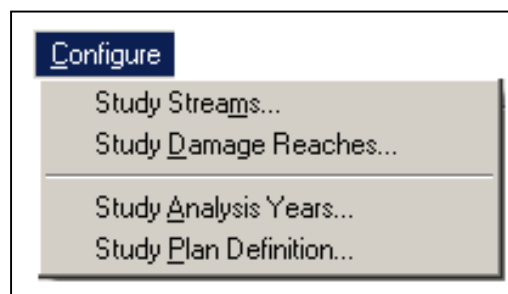 Configure
Study Streams...
Study Damage Reaches...
Study Analysis Years...
Study Plan Definition...